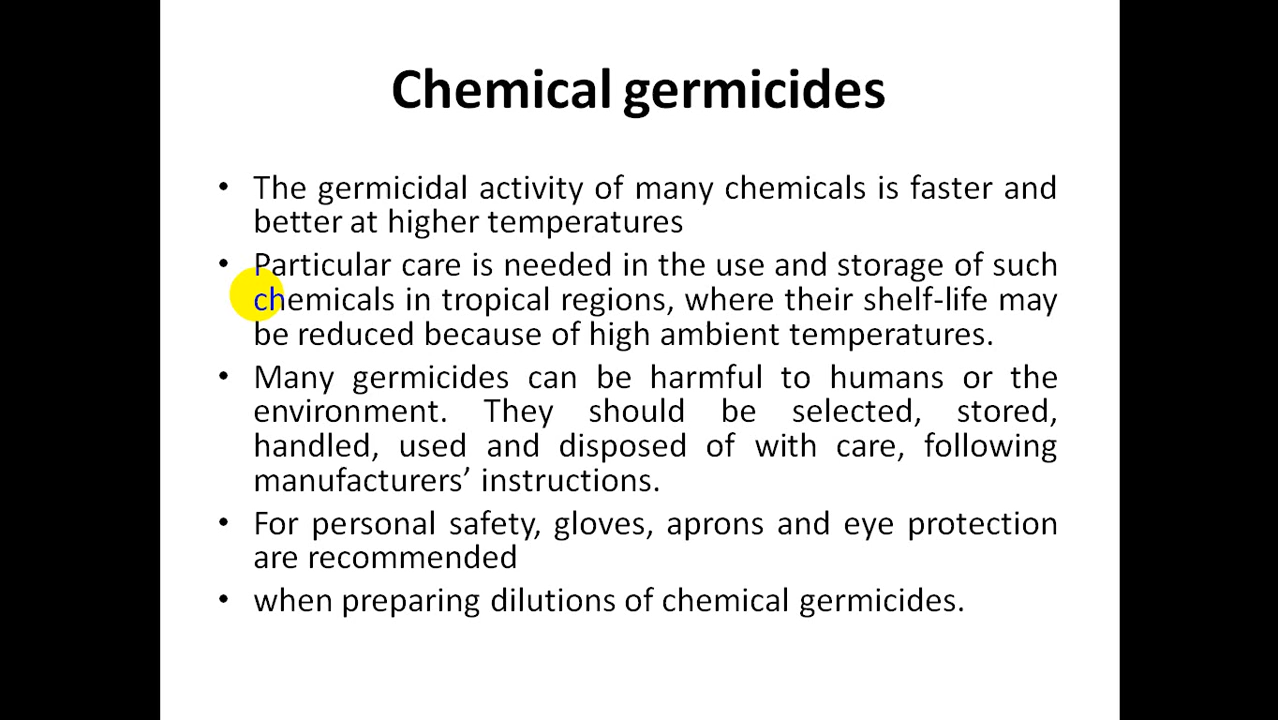 Chemical germicides
• The germicidal activity of many chemicals is faster and
better at higher temperatures
• Particular care is needed in the use and storage of such
chemicals in tropical regions, where their shelf-life may
be reduced because of high ambient temperatures.
• Many germicides can be harmful to humans or the
environment. They should be selected, stored,
handled, used and disposed of with care, following
manufacturers’ instructions.
• For personal safety, gloves, aprons and eye protection
are recommended
• when preparing dilutions of chemical germicides.